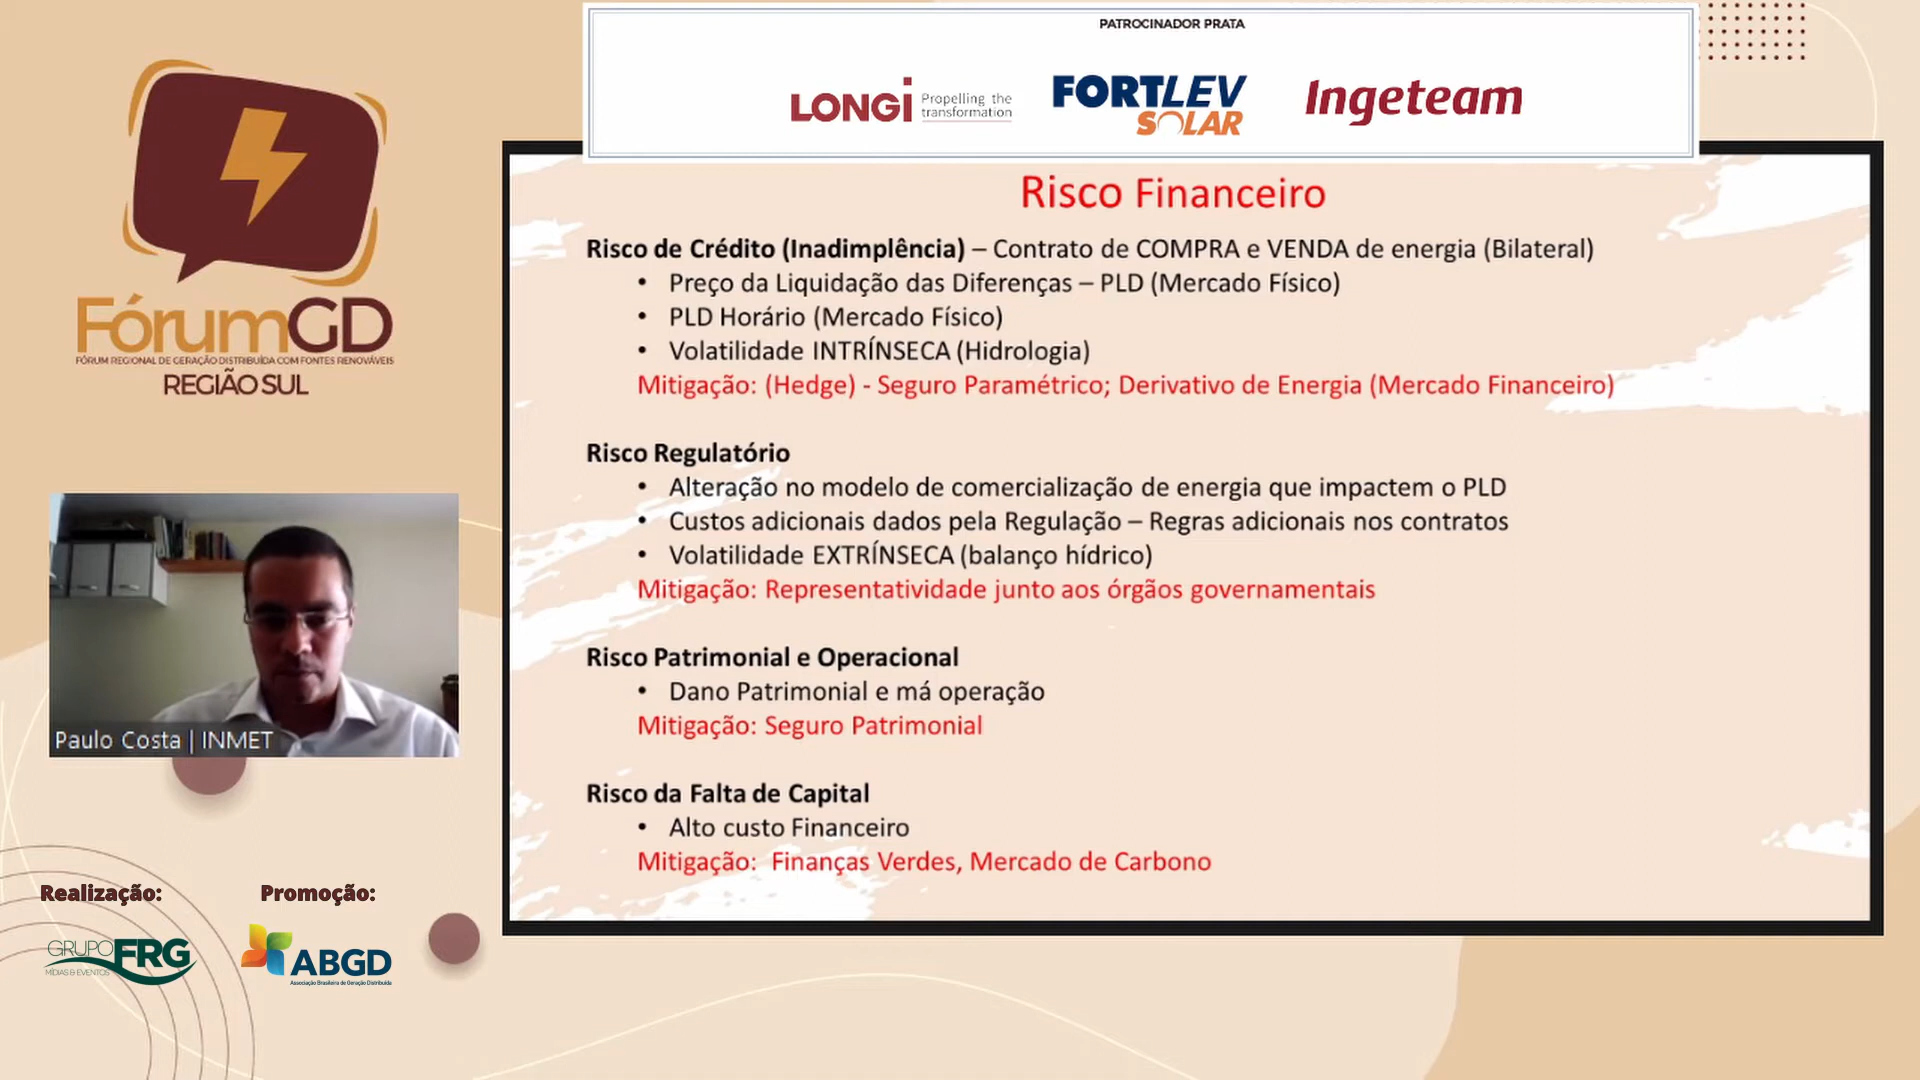 PATROCINADOR PRATA
LONGi Propelling the transformation
FORTLEV SOLAR
Ingeteam
FórumGD
FÓRUM REGIONAL DE GERAÇÃO DISTRIBUÍDA COM FONTES RENOVÁVEIS
REGIÃO SUL
Risco Financeiro
Risco de Crédito (Inadimplência) – Contrato de COMPRA e VENDA de energia (Bilateral)
• Preço da Liquidação das Diferenças – PLD (Mercado Físico)
• PLD Horário (Mercado Físico)
• Volatilidade INTRÍNSECA (Hidrologia)
Mitigação: (Hedge) - Seguro Paramétrico; Derivativo de Energia (Mercado Financeiro)
Risco Regulatório
• Alteração no modelo de comercialização de energia que impactem o PLD
• Custos adicionais dados pela Regulação – Regras adicionais nos contratos
• Volatilidade EXTRÍNSECA (balanço hídrico)
Mitigação: Representatividade junto aos órgãos governamentais
Risco Patrimonial e Operacional
• Dano Patrimonial e má operação
Mitigação: Seguro Patrimonial
Risco da Falta de Capital
• Alto custo Financeiro
Mitigação: Finanças Verdes, Mercado de Carbono
Paulo Costa | INMET
Realização:
Promoção:
GRUPO FRG
MÍDIAS & EVENTOS
ABGD
Associação Brasileira de Geração Distribuída